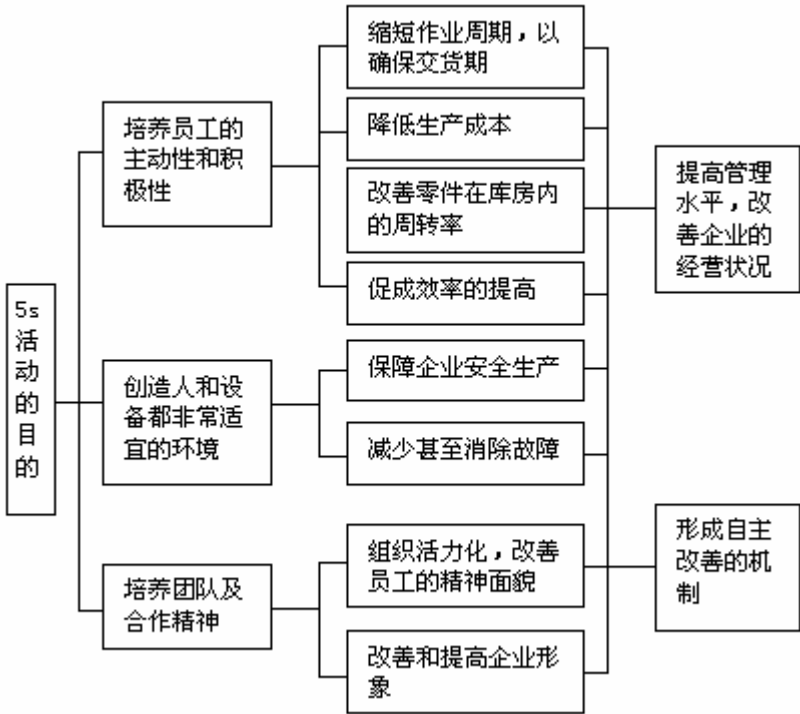 5s
活
动
的
目
的
培养员工的
主动性和积
极性
创造人和设
备都非常适
宜的环境
培养团队及
合作精神
缩短作业周期，以
确保交货期
降低生产成本
改善零件在库房内
的周转率
促成效率的提高
保障企业安全生产
减少甚至消除故障
组织活力化，改善
员工的精神面貌
改善和提高企业形
象
提高管理
水平，改
善企业的
经营状况
形成自主
改善的机
制